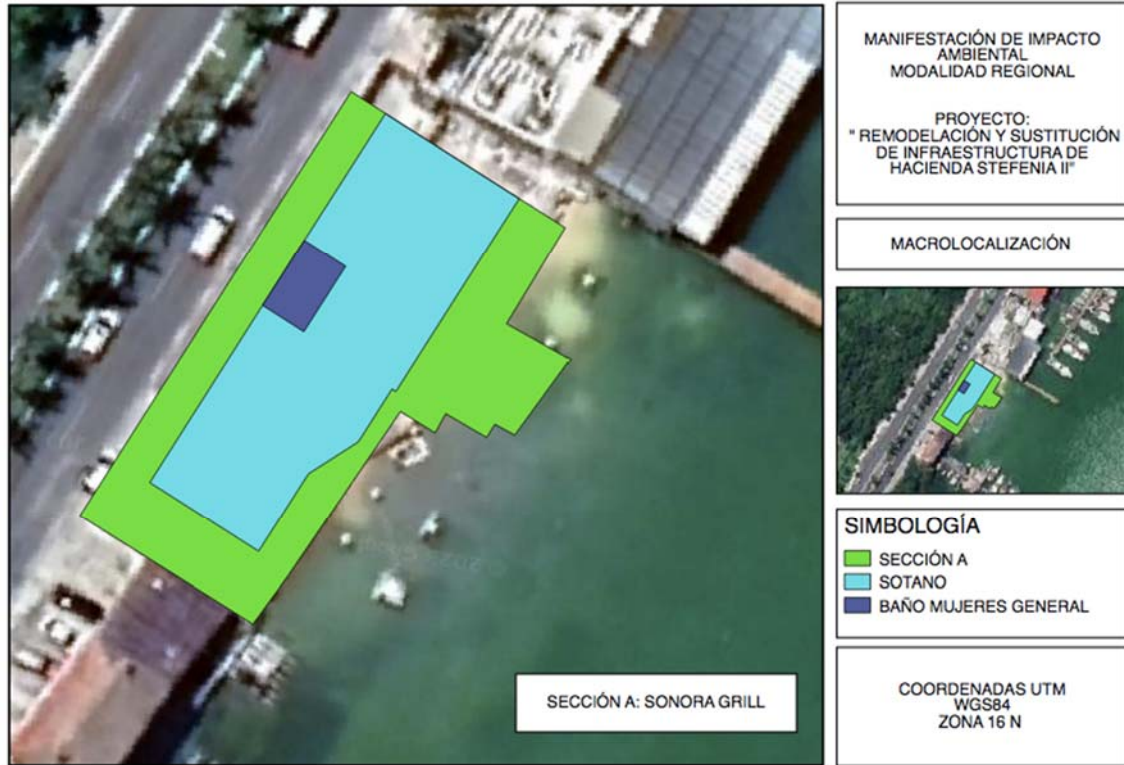 MANIFESTACIÓN DE IMPACTO
AMBIENTAL
MODALIDAD REGIONAL
PROYECTO:
" REMODELACIÓN Y SUSTITUCIÓN
DE INFRAESTRUCTURA DE
HACIENDA STEFENIA II"
MACROLOCALIZACIÓN
SIMBOLOGÍA
SECCIÓN A
SOTANO
BAÑO MUJERES GENERAL
SECCIÓN A: SONORA GRILL
COORDENADAS UTM
WGS84
ZONA 16 N